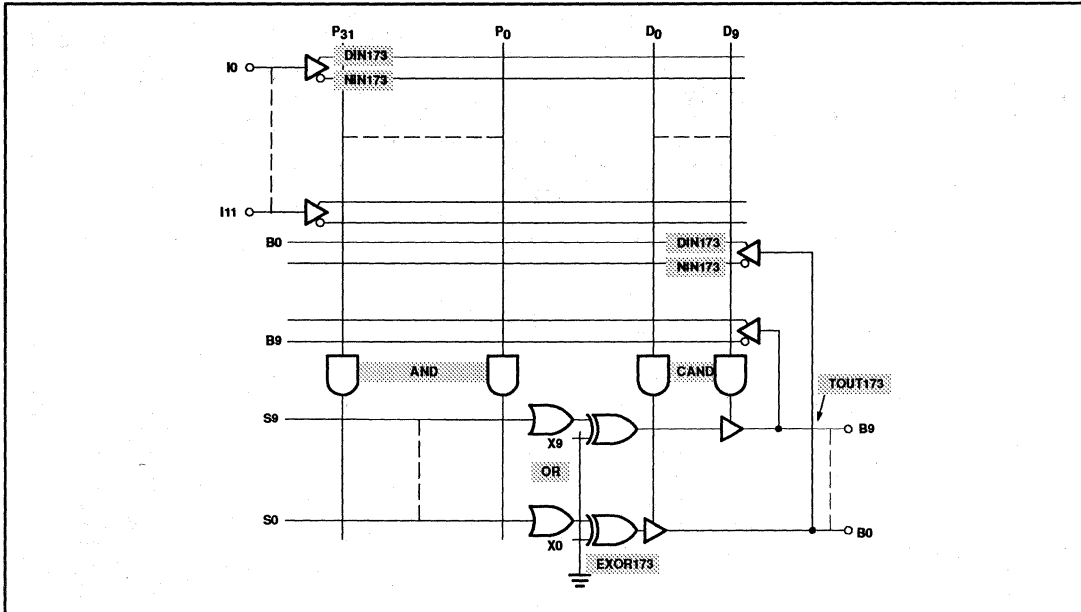 P31 P0 D0 D9
DIN173
I0
NIN173
I11
B0 DIN173
NIN173
B9
AND CAND
TOUT173
S9 B9
X9
OR
S0 B0
X0
EXOR173